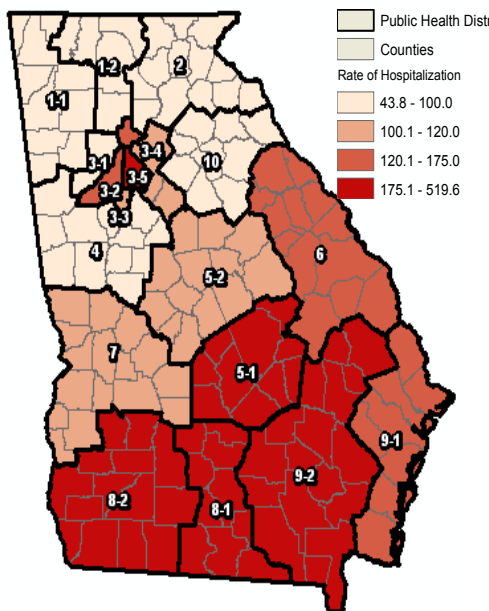 Public Health Distri
Counties
Rate of Hospitalization
43.8 - 100.0
100.1 - 120.0
120.1 - 175.0
175.1 - 519.6
1-2
2
1-1
3-4
3-1
10
3-5
3-2
3-3
4
6
5-2
7
5-1
9-1
9-2
8-2
8-1